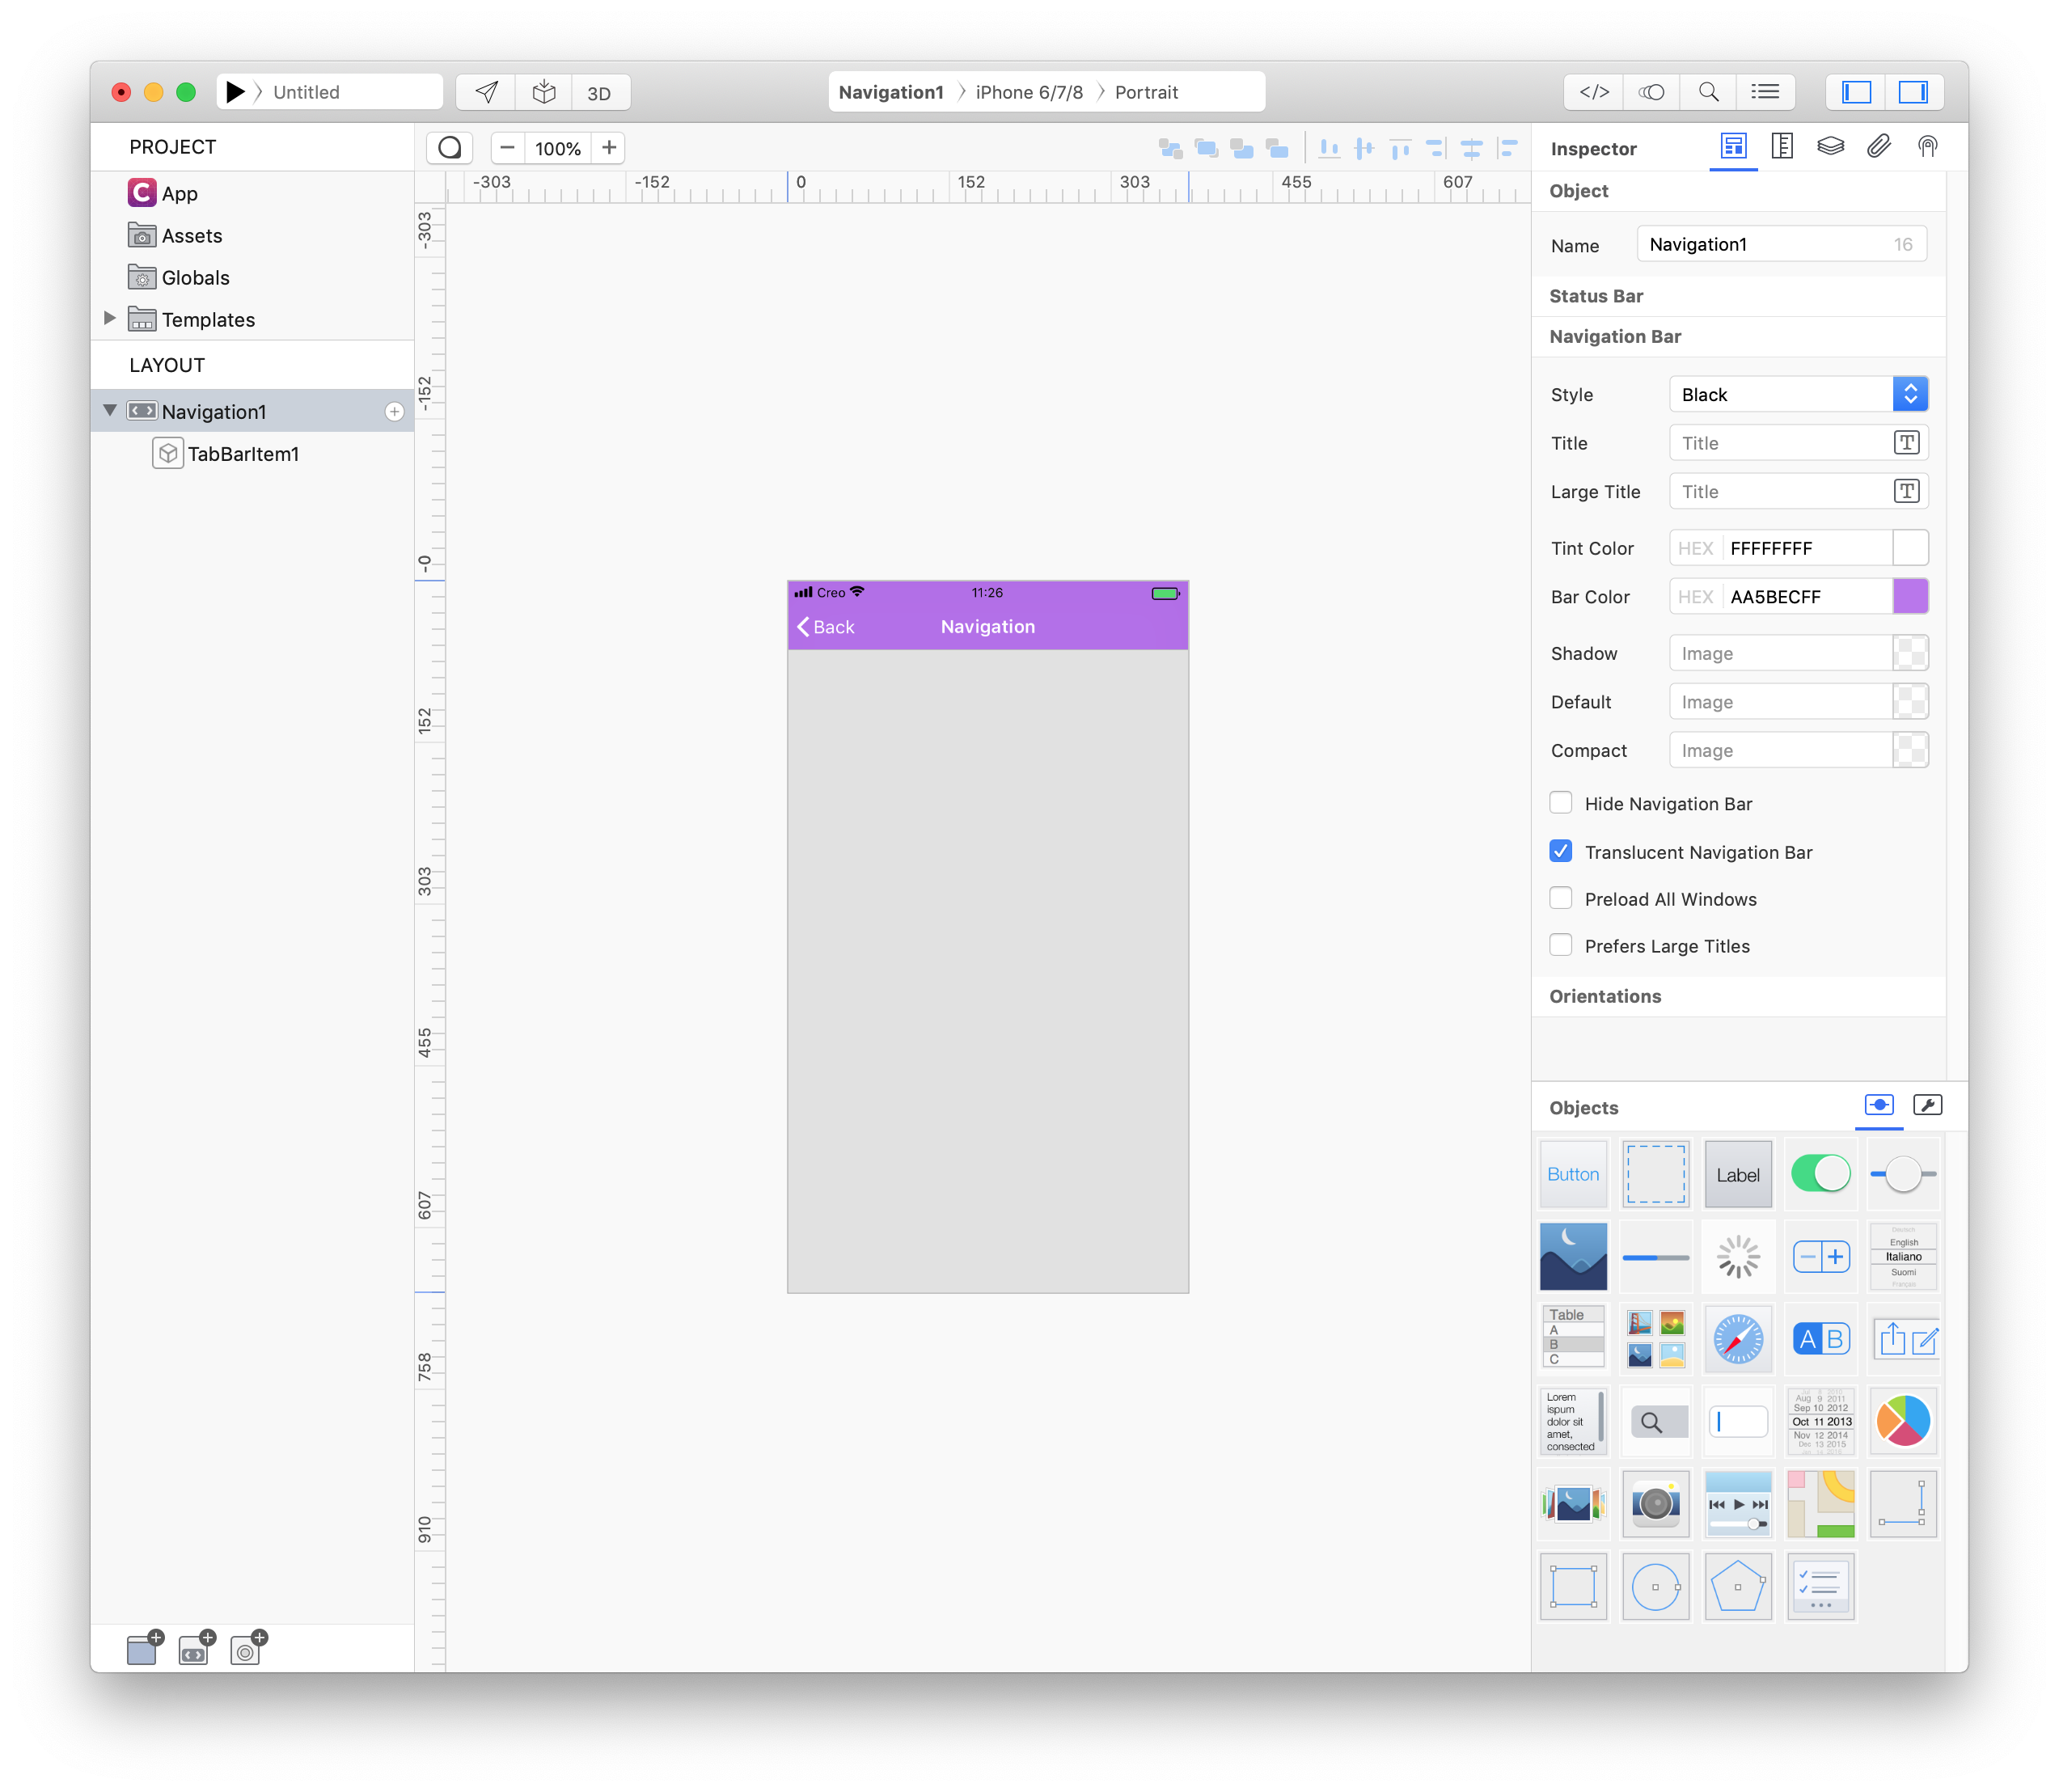 Untitled
3D
Navigation1 iPhone 6/7/8 Portrait
</>
PROJECT
App
Assets
Globals
Templates
LAYOUT
Navigation1
TabBarItem1
100%
-303 -152 0 152 303 455 607
-303
-152
-0
152
303
455
607
758
910
Creo 11:26
Back Navigation
Inspector
Object
Name Navigation1 16
Status Bar
Navigation Bar
Style Black
Title Title T
Large Title Title T
Tint Color HEX FFFFFFFF
Bar Color HEX AA5BECFF
Shadow Image
Default Image
Compact Image
Hide Navigation Bar
Translucent Navigation Bar
Preload All Windows
Prefers Large Titles
Orientations
Objects
Button
Label
Deutsch
English
Italiano
Suomi
Français
Table
A
B
C
A B
Lorem
ispum
dolor sit
amet,
consected
Aug 9 2011
Sep 10 2012
Oct 11 2013
Nov 12 2014
Dec 13 2015